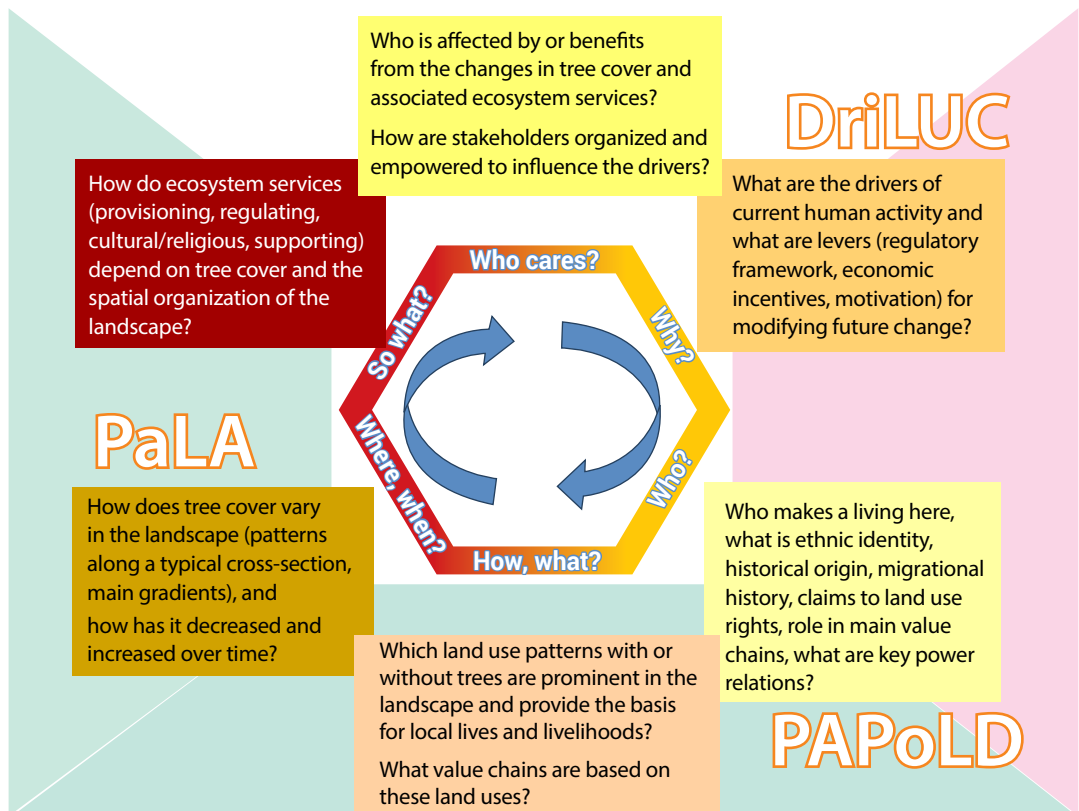 Who is affected by or benefits
from the changes in tree cover and
associated ecosystem services?
How are stakeholders organized and
empowered to influence the drivers?
DriLUC
What are the drivers of
current human activity and
what are levers (regulatory
framework, economic
incentives, motivation) for
modifying future change?
How do ecosystem services
(provisioning, regulating,
cultural/religious, supporting)
depend on tree cover and the
spatial organization of the
landscape?
Who cares?
Why?
Who?
How, what?
Where, when?
So what?
PaLA
How does tree cover vary
in the landscape (patterns
along a typical cross-section,
main gradients), and
how has it decreased and
increased over time?
Who makes a living here,
what is ethnic identity,
historical origin, migrational
history, claims to land use
rights, role in main value
chains, what are key power
relations?
PAPoLD
Which land use patterns with or
without trees are prominent in the
landscape and provide the basis
for local lives and livelihoods?
What value chains are based on
these land uses?